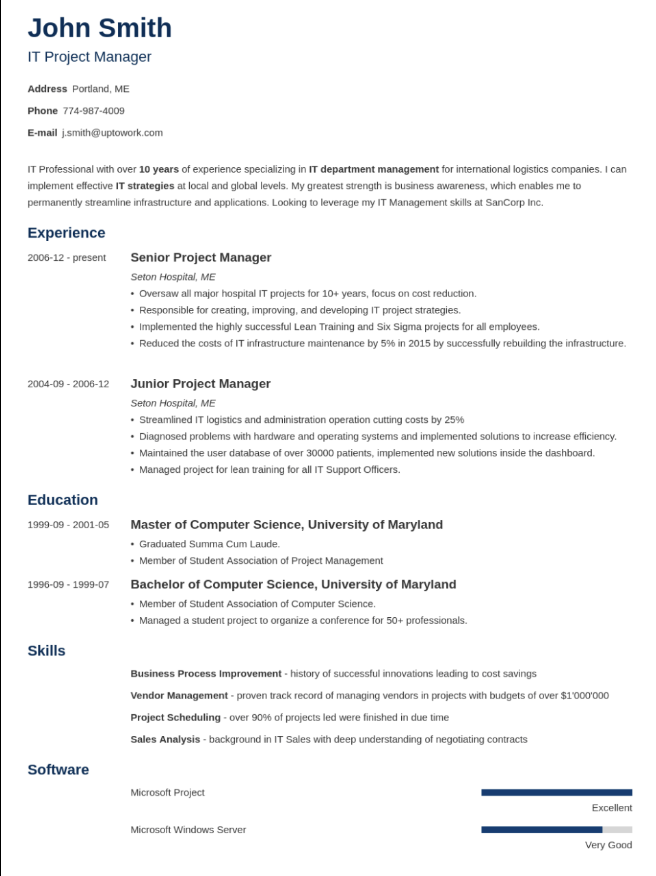 John Smith
IT Project Manager
Address Portland, ME
Phone 774-987-4009
E-mail j.smith@uptowork.com
IT Professional with over 10 years of experience specializing in IT department management for international logistics companies. I can
implement effective IT strategies at local and global levels. My greatest strength is business awareness, which enables me to
permanently streamline infrastructure and applications. Looking to leverage my IT Management skills at SanCorp Inc.
Experience
2006-12 - present Senior Project Manager
Seton Hospital, ME
• Oversaw all major hospital IT projects for 10+ years, focus on cost reduction.
• Responsible for creating, improving, and developing IT project strategies.
• Implemented the highly successful Lean Training and Six Sigma projects for all employees.
• Reduced the costs of IT infrastructure maintenance by 5% in 2015 by successfully rebuilding the infrastructure.
2004-09 - 2006-12 Junior Project Manager
Seton Hospital, ME
• Streamlined IT logistics and administration operation cutting costs by 25%
• Diagnosed problems with hardware and operating systems and implemented solutions to increase efficiency.
• Maintained the user database of over 30000 patients, implemented new solutions inside the dashboard.
• Managed project for lean training for all IT Support Officers.
Education
1999-09 - 2001-05 Master of Computer Science, University of Maryland
• Graduated Summa Cum Laude.
• Member of Student Association of Project Management
1996-09 - 1999-07 Bachelor of Computer Science, University of Maryland
• Member of Student Association of Computer Science.
• Managed a student project to organize a conference for 50+ professionals.
Skills
Business Process Improvement - history of successful innovations leading to cost savings
Vendor Management - proven track record of managing vendors in projects with budgets of over $1'000'000
Project Scheduling - over 90% of projects led were finished in due time
Sales Analysis - background in IT Sales with deep understanding of negotiating contracts
Software
Microsoft Project
Excellent
Microsoft Windows Server
Very Good